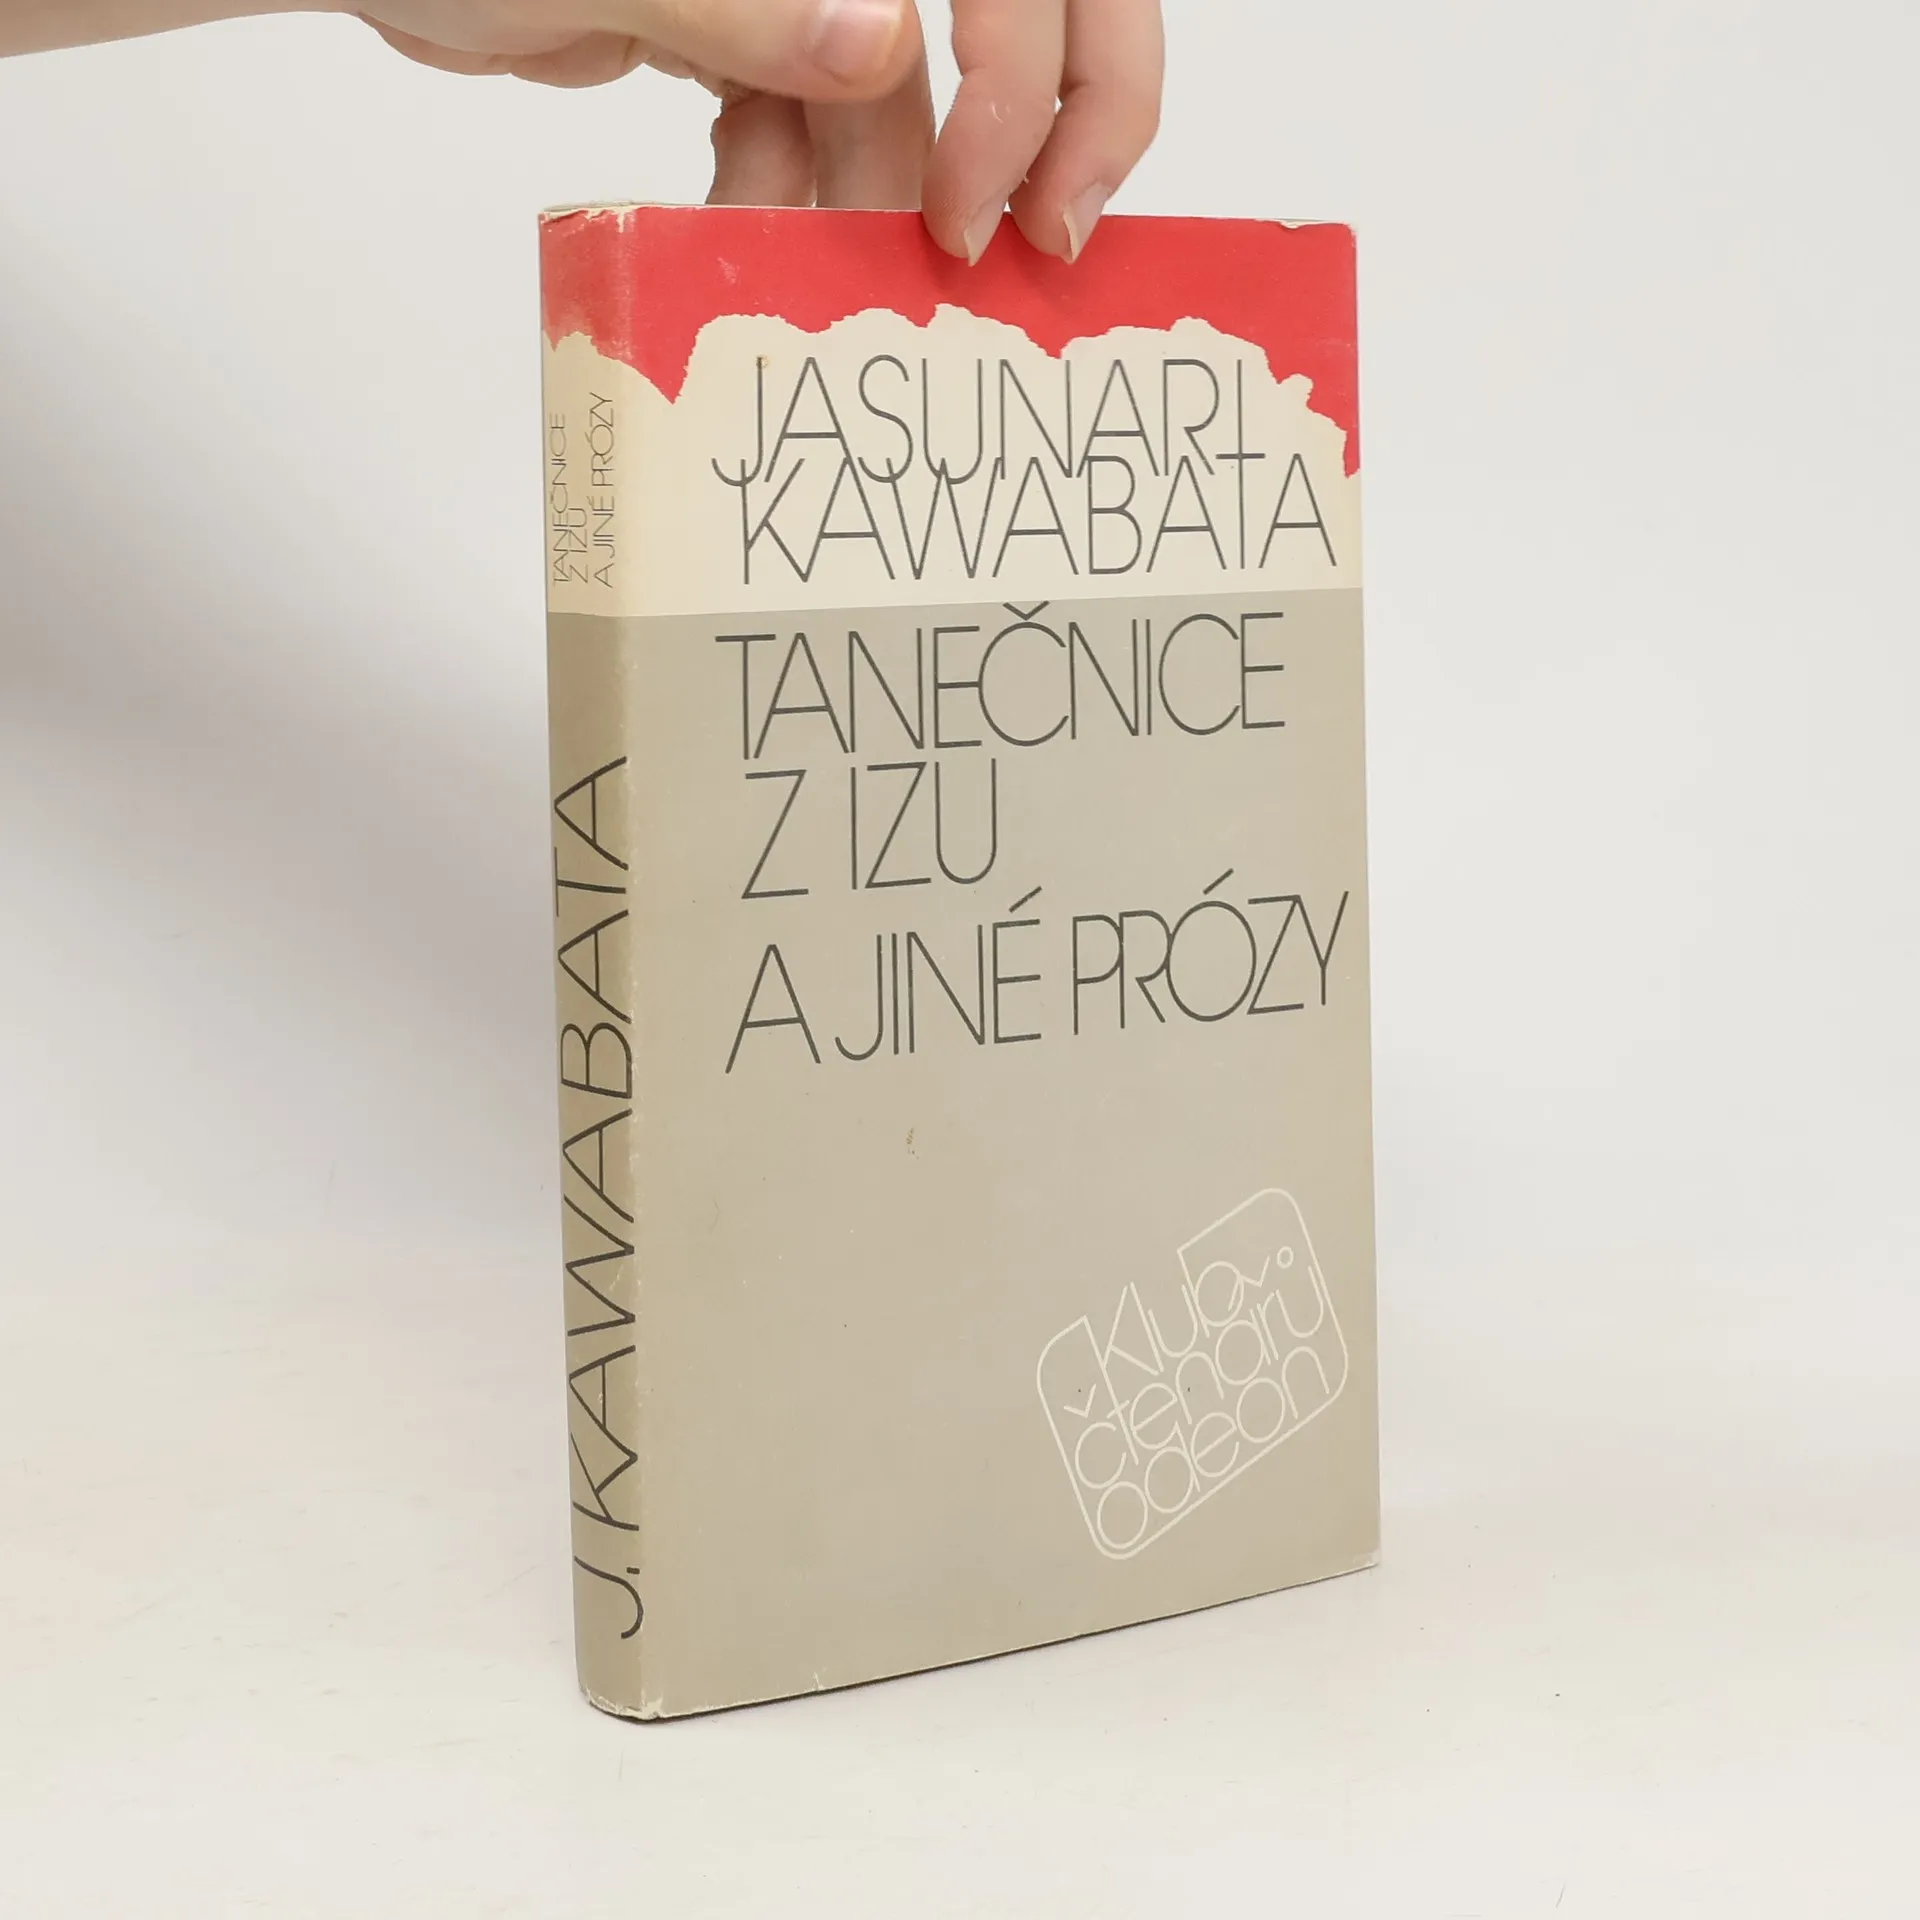 JASUNARI
KAWABATA
TANEČNICE
Z IZU
A JINÉ PRÓZY
klub
čtenářů
odeon
TANEČNICE
Z IZU
A JINÉ PRÓZY
J. KAWABATA